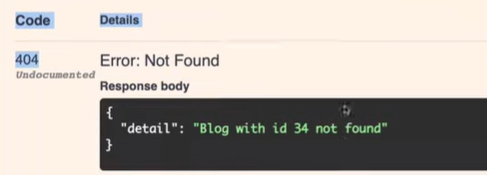 Code Details
404 Error: Not Found
Undocumented
Response body
{
"detail": "Blog with id 34 not found"
}